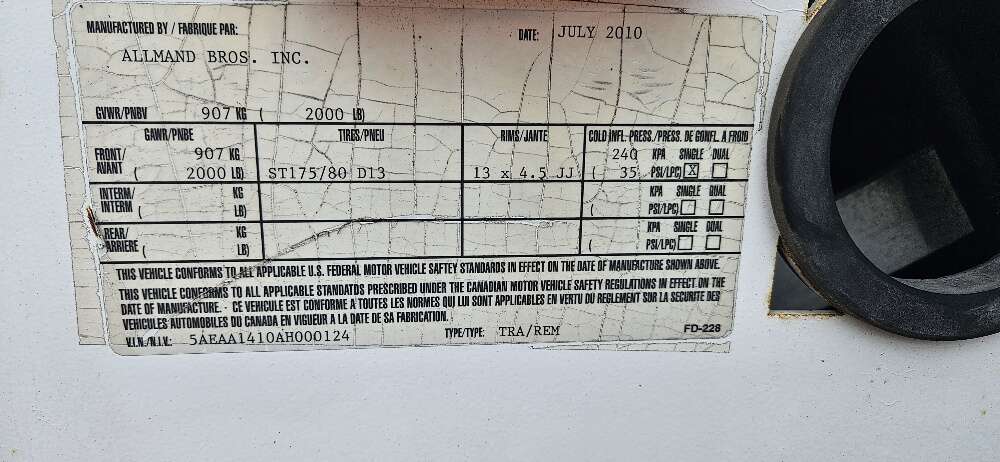 MANUFACTURED BY / FABRIQUE PAR: DATE: JULY 2010
ALLMAND BROS. INC.
GVWR/PNBV 907 KG ( 2000 LB)
GAWR/PNBE TIRES/PNEU RIMS/JANTE COLD INFL. PRESS./PRESS. DE GONFL. A FROID
FRONT/ 907 KG 240 KPA SINGLE DUAL
AVANT ( 2000 LB) ST175/80 D13 13 x 4.5 JJ ( 35 PSI/LPC) X
INTERM/ KG KPA SINGLE DUAL
INTERM ( LB) ( PSI/LPC)
REAR/ KG KPA SINGLE DUAL
ARRIERE ( LB) ( PSI/LPC)
THIS VEHICLE CONFORMS TO ALL APPLICABLE U.S. FEDERAL MOTOR VEHICLE SAFTEY STANDARDS IN EFFECT ON THE DATE OF MANUFACTURE SHOWN ABOVE.
THIS VEHICLE CONFORMS TO ALL APPLICABLE STANDATDS PRESCRIBED UNDER THE CANADIAN MOTOR VEHICLE SAFETY REGULATIONS IN EFFECT ON THE
DATE OF MANUFACTURE. - CE VEHICULE EST CONFORME A TOUTES LES NORMES QUI LUI SONT APPLICABLES EN VERTU DU REGLEMENT SUR LA SECURITE DES
VEHICULES AUTOMOBILES DU CANADA EN VIGUEUR A LA DATE DE SA FABRICATION.
V.I.N./N.I.V.: 5AEAA1410AH000124 TYPE/TYPE: TRA/REM FD-228